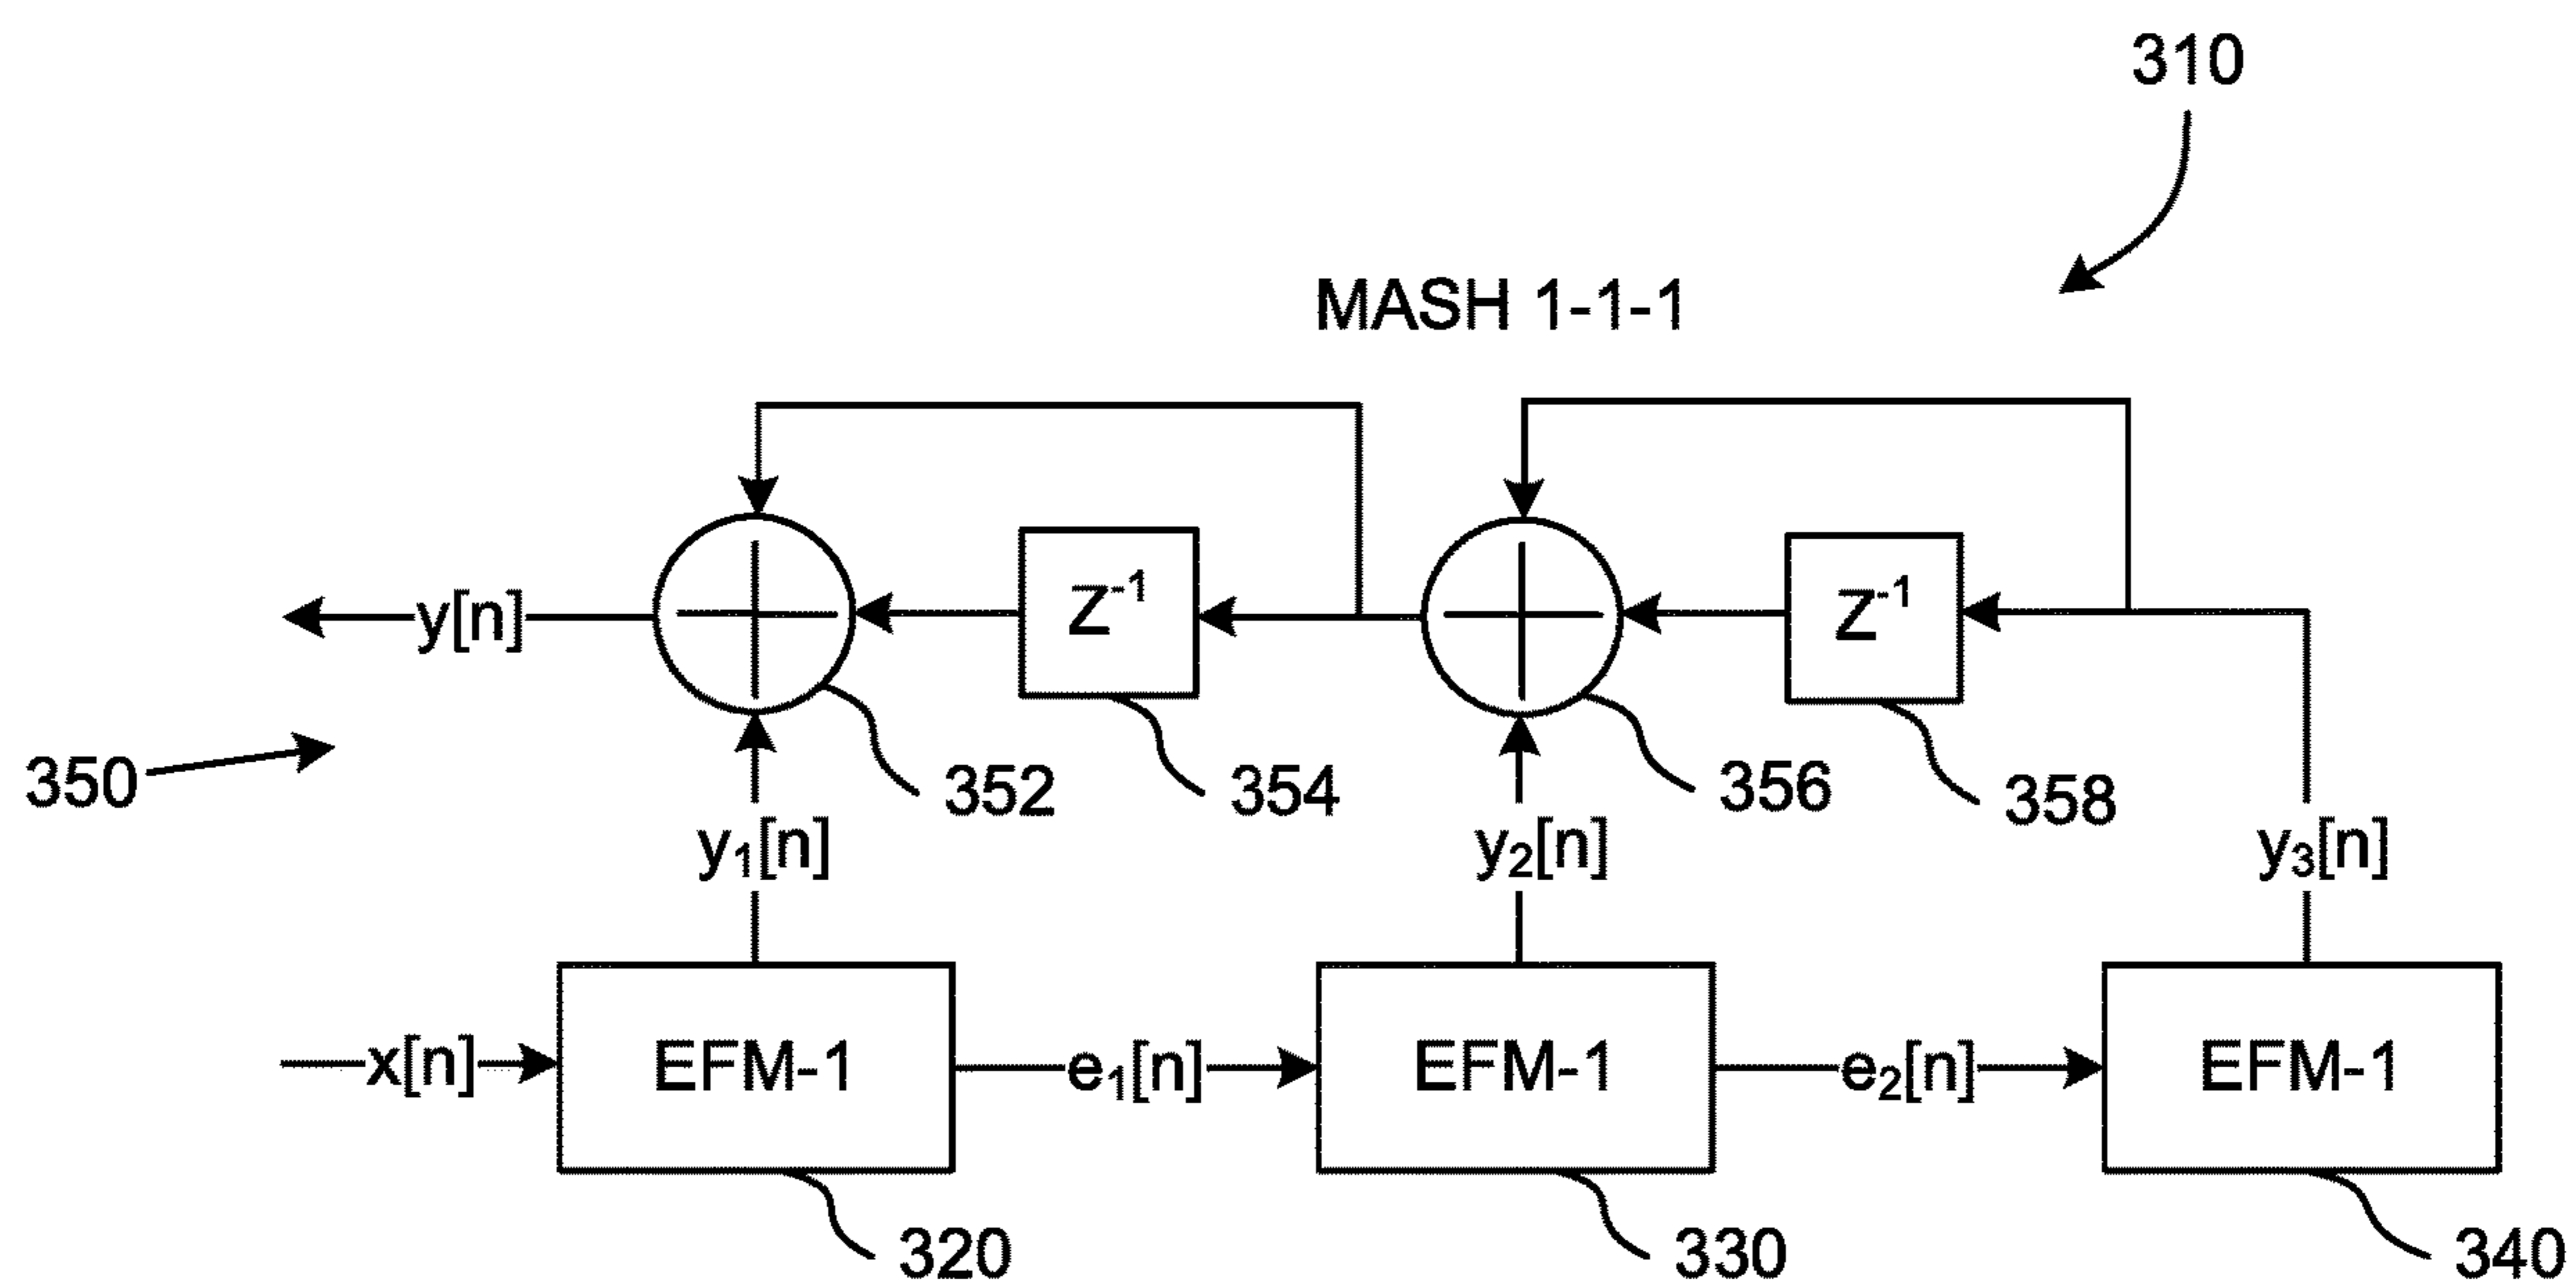 310
MASH 1-1-1
y[n]
Z⁻¹
Z⁻¹
350
352
354
356
358
y₁[n]
y₂[n]
y₃[n]
x[n]
EFM-1
e₁[n]
EFM-1
e₂[n]
EFM-1
320
330
340